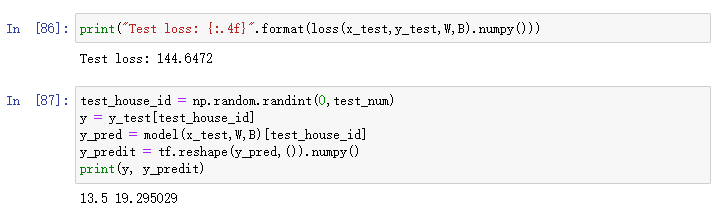 In [86]: print("Test loss: {:.4f}".format(loss(x_test,y_test,W,B).numpy()))
Test loss: 144.6472
In [87]: test_house_id = np.random.randint(0,test_num)
y = y_test[test_house_id]
y_pred = model(x_test,W,B)[test_house_id]
y_predit = tf.reshape(y_pred,()).numpy()
print(y, y_predit)
13.5 19.295029